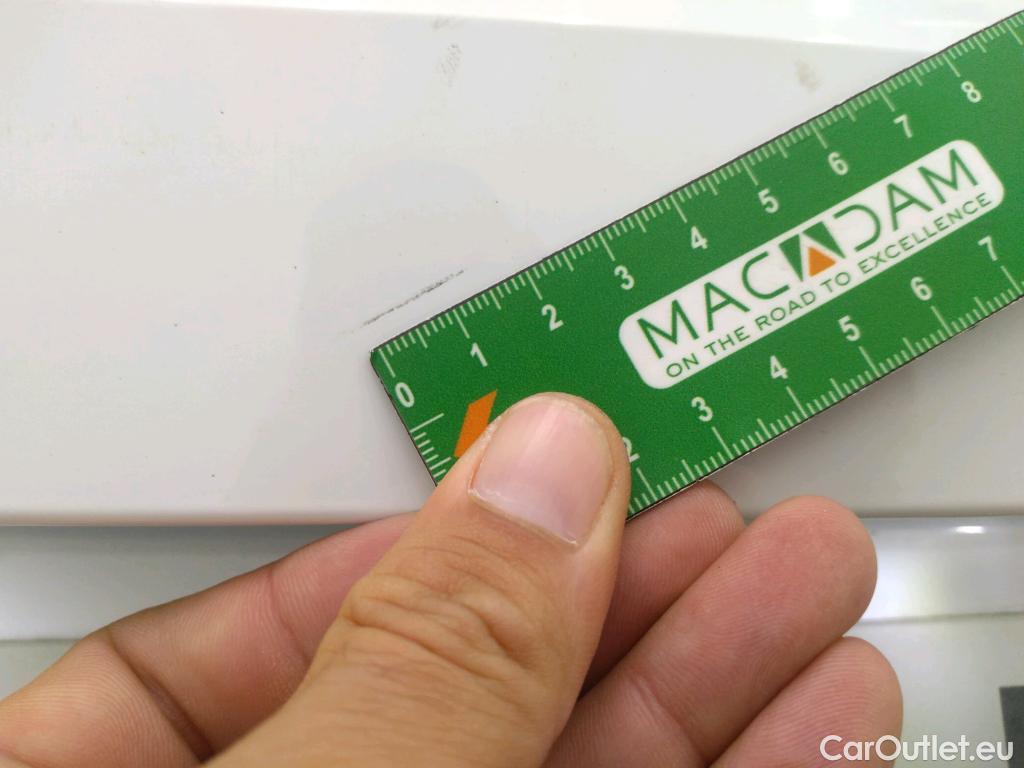 0 1 2 3 4 5 6 7 8
MACADAM
ON THE ROAD TO EXCELLENCE
2 3 4 5 6 7
CarOutlet.eu